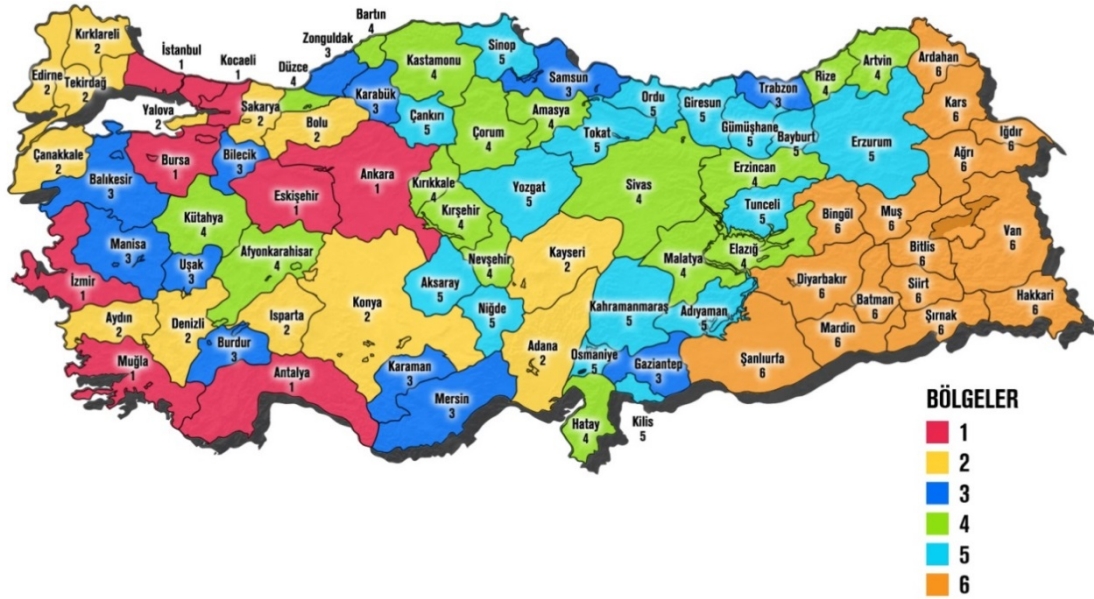 Kırklareli
2
Edirne
2
Tekirdağ
2
İstanbul
1
Kocaeli
1
Yalova
2
Sakarya
2
Düzce
4
Zonguldak
3
Bartın
4
Karabük
3
Kastamonu
4
Sinop
5
Samsun
3
Çankırı
5
Bolu
2
Çanakkale
2
Balıkesir
3
Bursa
1
Bilecik
3
Eskişehir
1
Ankara
1
Kırıkkale
4
Çorum
4
Amasya
4
Tokat
5
Ordu
5
Giresun
5
Gümüşhane
5
Bayburt
5
Trabzon
3
Rize
4
Artvin
4
Ardahan
6
Kars
6
Iğdır
6
Ağrı
6
Erzurum
5
Erzincan
4
Tunceli
5
Sivas
4
Yozgat
5
Kırşehir
4
Nevşehir
4
4
Kayseri
2
Kütahya
4
Manisa
3
Uşak
3
Afyonkarahisar
4
İzmir
1
Aydın
2
Denizli
2
Isparta
2
Burdur
3
Muğla
1
Antalya
1
Konya
2
Aksaray
5
Niğde
5
Karaman
3
Mersin
3
Adana
2
Kahramanmaraş
5
Malatya
4
Elazığ
4
Adıyaman
5
Osmaniye
5
Gaziantep
3
Hatay
4
Kilis
5
Şanlıurfa
6
Bingöl
6
Muş
6
Bitlis
6
Van
6
Diyarbakır
6
Batman
6
Siirt
6
Mardin
6
Şırnak
6
Hakkari
6
BÖLGELER
1
2
3
4
5
6